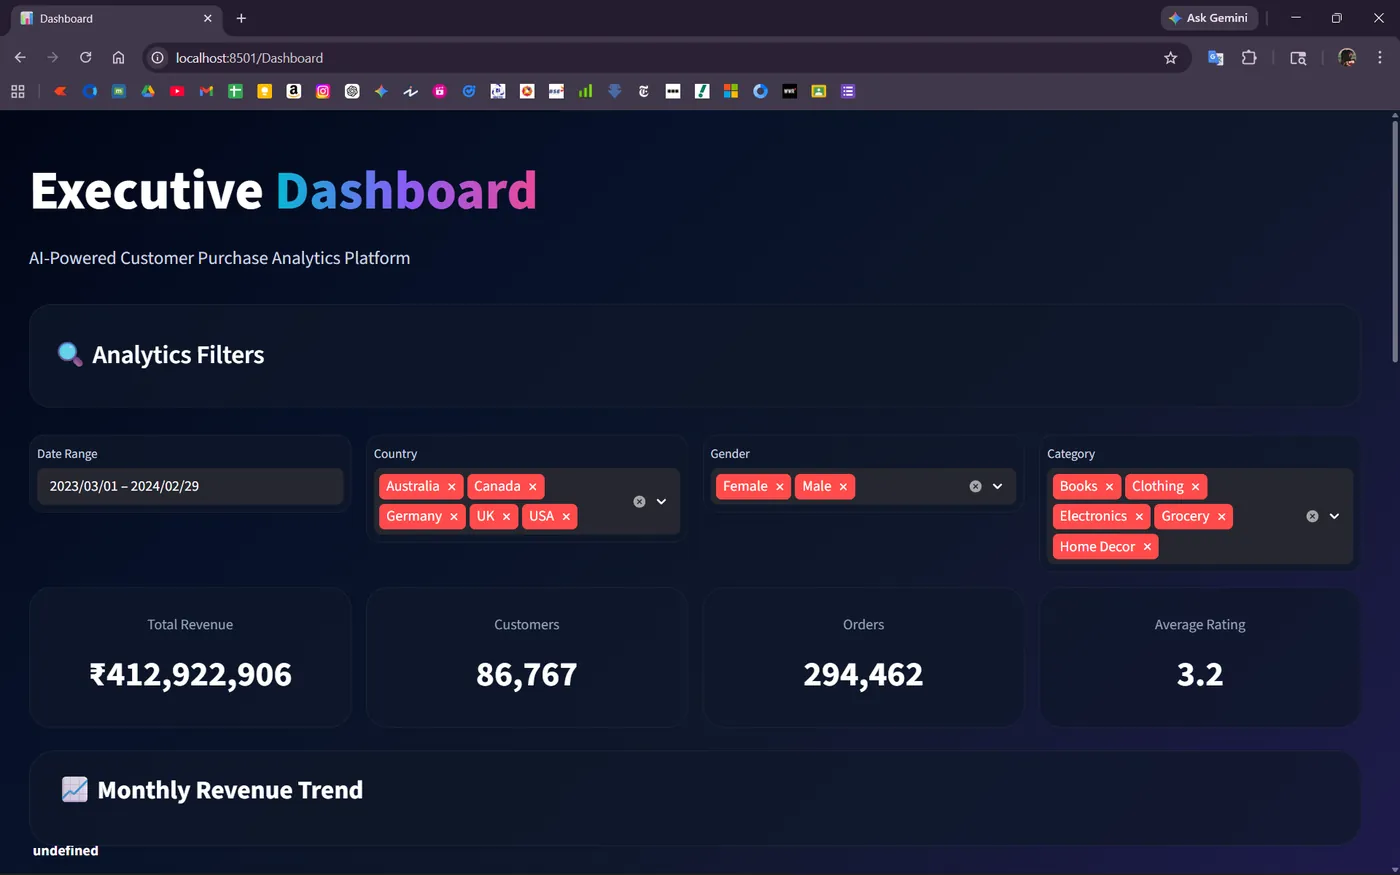 Dashboard
Ask Gemini
localhost:8501/Dashboard
Executive Dashboard
AI-Powered Customer Purchase Analytics Platform
Analytics Filters
Date Range
2023/03/01 – 2024/02/29
Country
Australia Canada
Germany UK USA
Gender
Female Male
Category
Books Clothing
Electronics Grocery
Home Decor
Total Revenue
₹412,922,906
Customers
86,767
Orders
294,462
Average Rating
3.2
Monthly Revenue Trend
undefined